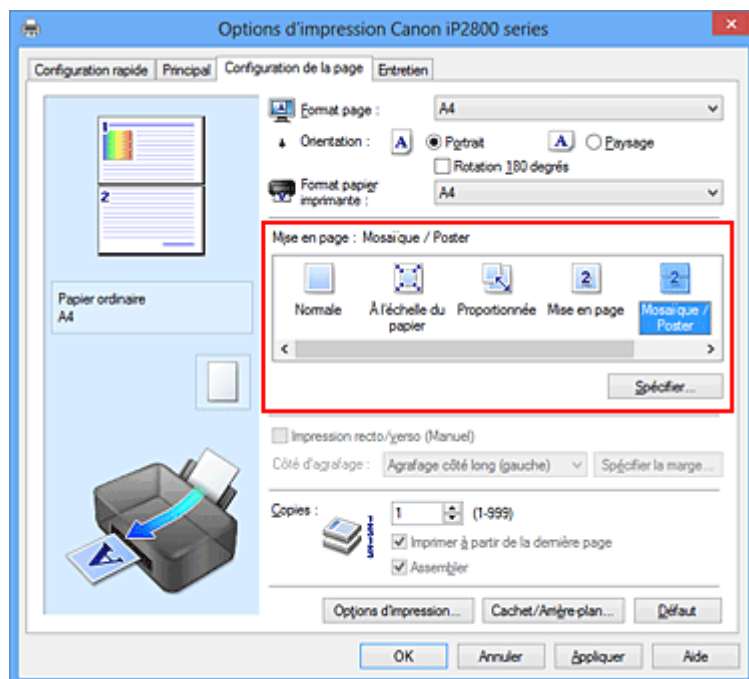 Options d'impression Canon iP2800 series
Configuration rapide Principal Configuration de la page Entretien
Format page : A4
Orientation : A Portrait A Paysage
Rotation 180 degrés
Format papier
imprimante : A4
1
2
Papier ordinaire
A4
Mise en page : Mosaïque / Poster
2 2
Normale À l'échelle du Proportionnée Mise en page Mosaïque /
papier Poster
Spécifier...
Impression recto/verso (Manuel)
Côté d'agrafage : Agrafage côté long (gauche) Spécifier la marge...
Copies : 1 (1-999)
Imprimer à partir de la dernière page
Assembler
A
Options d'impression... Cachet/Arrière-plan... Défaut
OK Annuler Appliquer Aide